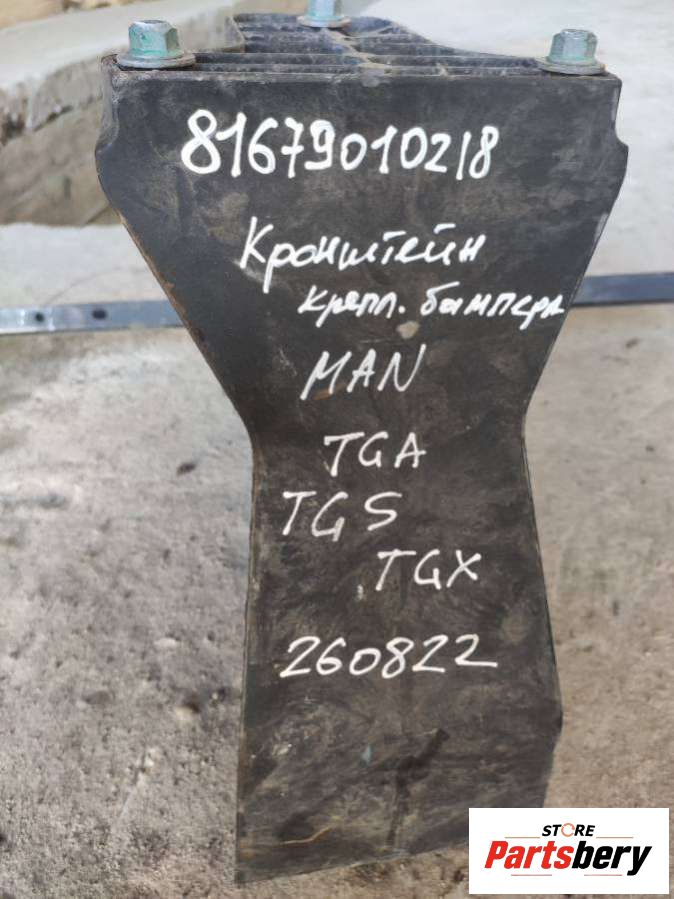 81679010218
Кронштейн
крепл. бампера
MAN
TGA
TGS
TGX
260822
STORE
Partsbery